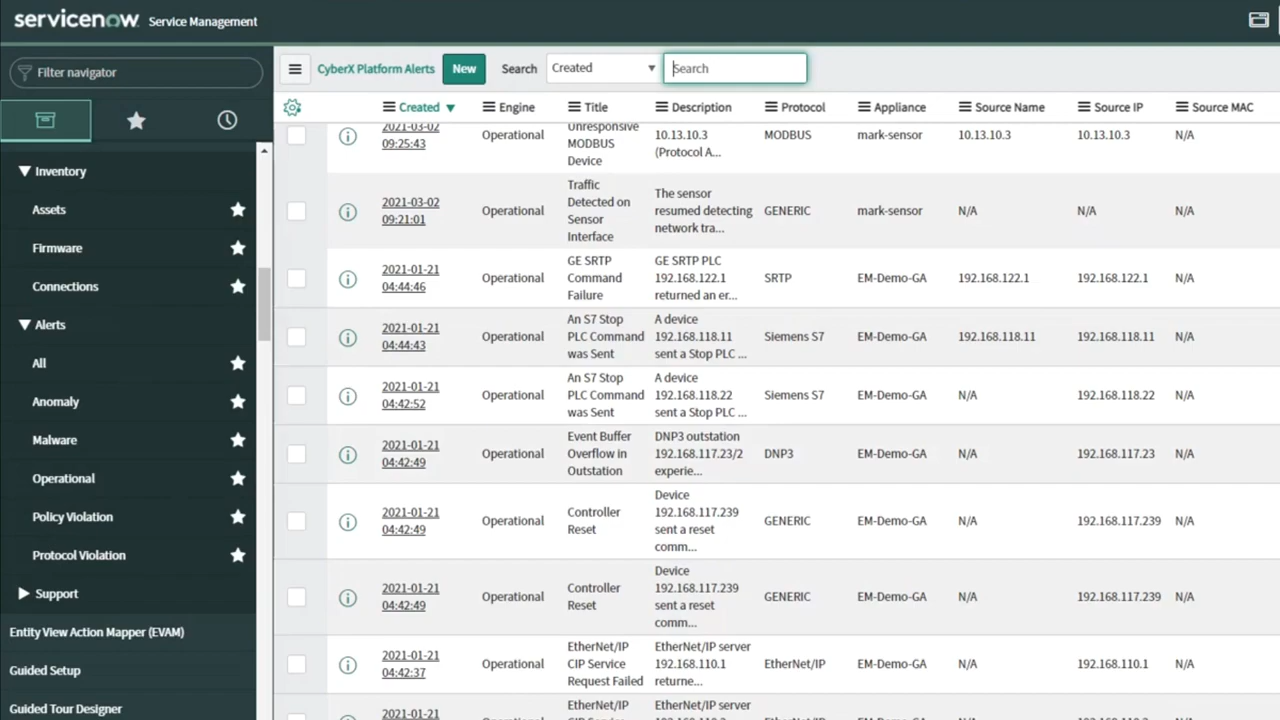 servicenow Service Management
Filter navigator
Inventory
Assets
Firmware
Connections
Alerts
All
Anomaly
Malware
Operational
Policy Violation
Protocol Violation
Support
Entity View Action Mapper (EVAM)
Guided Setup
Guided Tour Designer
CyberX Platform Alerts New Search Created Search
Created Engine Title Description Protocol Appliance Source Name Source IP Source MAC
2021-03-02
09:25:43
Operational
Unresponsive
MODBUS
Device
10.13.10.3
(Protocol A...
MODBUS
mark-sensor
10.13.10.3
10.13.10.3
N/A
2021-03-02
09:21:01
Operational
Traffic
Detected on
Sensor
Interface
The sensor
resumed detecting
network tra...
GENERIC
mark-sensor
N/A
N/A
N/A
2021-01-21
04:44:46
Operational
GE SRTP
Command
Failure
GE SRTP PLC
192.168.122.1
returned an er...
SRTP
EM-Demo-GA
192.168.122.1
192.168.122.1
N/A
2021-01-21
04:44:43
Operational
An S7 Stop
PLC Command
was Sent
A device
192.168.118.11
sent a Stop PLC ...
Siemens S7
EM-Demo-GA
192.168.118.11
192.168.118.11
N/A
2021-01-21
04:42:52
Operational
An S7 Stop
PLC Command
was Sent
A device
192.168.118.22
sent a Stop PLC ...
Siemens S7
EM-Demo-GA
N/A
192.168.118.22
N/A
2021-01-21
04:42:49
Operational
Event Buffer
Overflow in
Outstation
DNP3 outstation
192.168.117.23/2
experie...
DNP3
EM-Demo-GA
N/A
192.168.117.23
N/A
2021-01-21
04:42:49
Operational
Controller
Reset
Device
192.168.117.239
sent a reset
comm...
GENERIC
EM-Demo-GA
N/A
192.168.117.239
N/A
2021-01-21
04:42:49
Operational
Controller
Reset
Device
192.168.117.239
sent a reset
comm...
GENERIC
EM-Demo-GA
N/A
192.168.117.239
N/A
2021-01-21
04:42:37
Operational
EtherNet/IP
CIP Service
Request Failed
EtherNet/IP server
192.168.110.1
returne...
EtherNet/IP
EM-Demo-GA
N/A
192.168.110.1
N/A
2021-01-21
EtherNet/IP
EtherNet/IP server